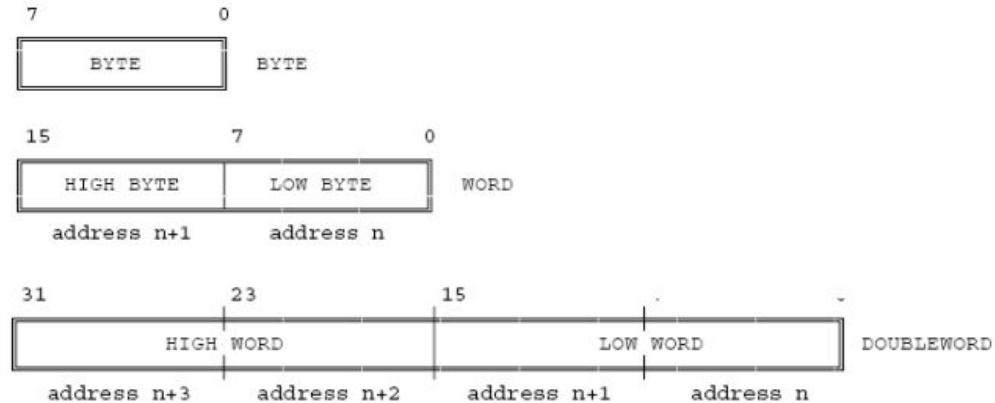 7 0
BYTE BYTE
15 7 0
HIGH BYTE LOW BYTE WORD
address n+1 address n
31 23 15
HIGH WORD LOW WORD DOUBLEWORD
address n+3 address n+2 address n+1 address n